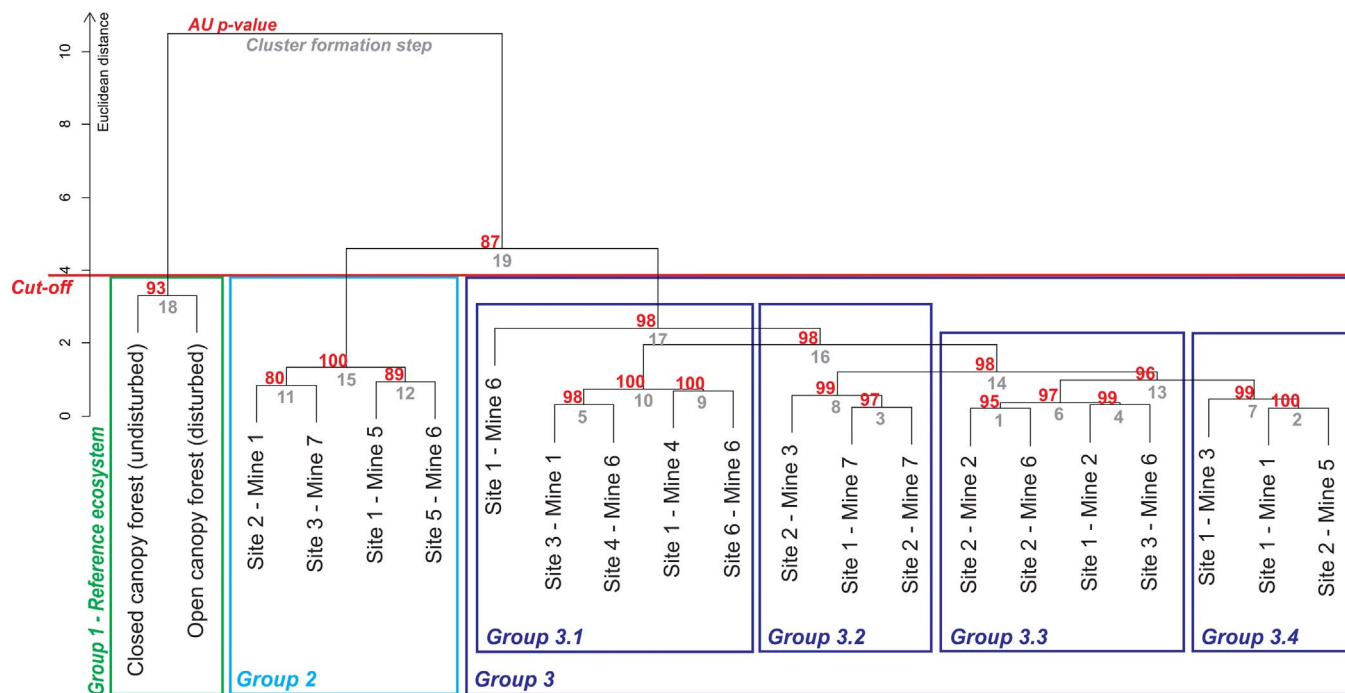 AU p-value
Cluster formation step
Euclidean distance
10
8
6
4
2
0
Cut-off
87
19
93
18
98
17
98
16
100
15
80
11
89
12
98
5
100
10
100
9
99
8
97
3
98
14
96
13
97
6
95
1
99
4
99
7
100
2
Group 1 - Reference ecosystem
Closed canopy forest (undisturbed)
Open canopy forest (disturbed)
Site 2 - Mine 1
Site 3 - Mine 7
Site 1 - Mine 5
Site 5 - Mine 6
Site 1 - Mine 6
Site 3 - Mine 1
Site 4 - Mine 6
Site 1 - Mine 4
Site 6 - Mine 6
Site 2 - Mine 3
Site 1 - Mine 7
Site 2 - Mine 7
Site 2 - Mine 2
Site 2 - Mine 6
Site 1 - Mine 2
Site 3 - Mine 6
Site 1 - Mine 3
Site 1 - Mine 1
Site 2 - Mine 5
Group 3.1
Group 3.2
Group 3.3
Group 3.4
Group 2
Group 3